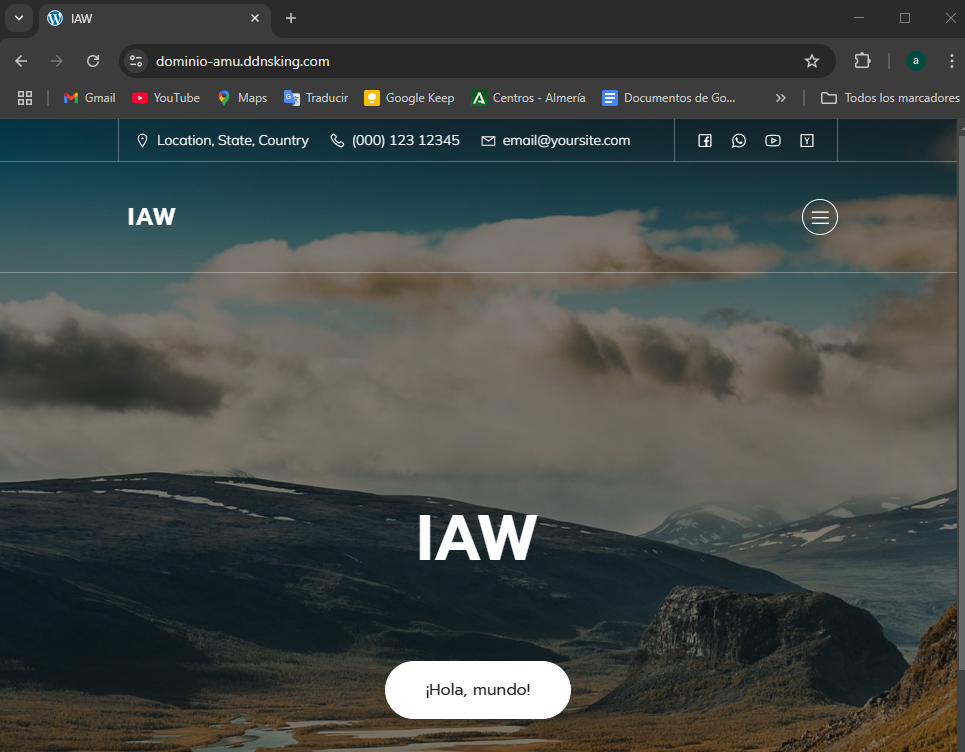 IAW
dominio-amu.ddnsking.com
a
Gmail YouTube Maps Traducir Google Keep Centros - Almería Documentos de Go... Todos los marcadores
Location, State, Country (000) 123 12345 email@yoursite.com
IAW
IAW
¡Hola, mundo!